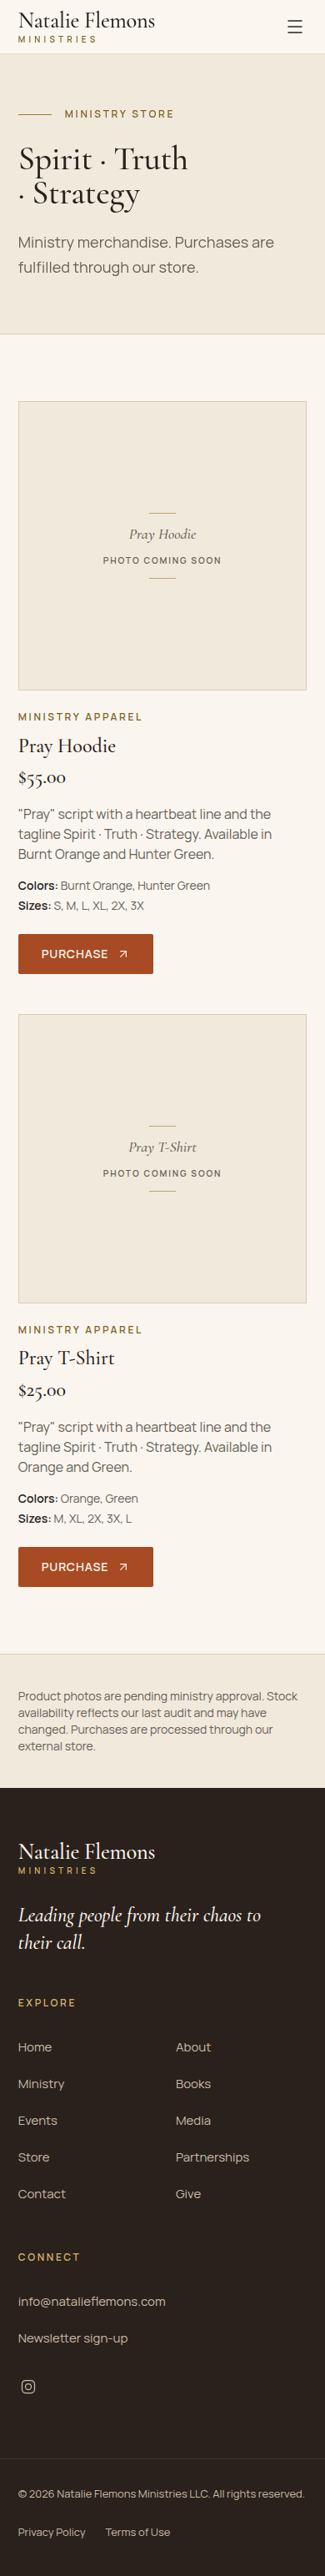 Natalie Flemons
MINISTRIES
MINISTRY STORE
Spirit · Truth
· Strategy
Ministry merchandise. Purchases are
fulfilled through our store.
Pray Hoodie
PHOTO COMING SOON
MINISTRY APPAREL
Pray Hoodie
$55.00
"Pray" script with a heartbeat line and the
tagline Spirit · Truth · Strategy. Available in
Burnt Orange and Hunter Green.
Colors: Burnt Orange, Hunter Green
Sizes: S, M, L, XL, 2X, 3X
PURCHASE
Pray T-Shirt
PHOTO COMING SOON
MINISTRY APPAREL
Pray T-Shirt
$25.00
"Pray" script with a heartbeat line and the
tagline Spirit · Truth · Strategy. Available in
Orange and Green.
Colors: Orange, Green
Sizes: M, XL, 2X, 3X, L
PURCHASE
Product photos are pending ministry approval. Stock
availability reflects our last audit and may have
changed. Purchases are processed through our
external store.
Natalie Flemons
MINISTRIES
Leading people from their chaos to
their call.
EXPLORE
Home About
Ministry Books
Events Media
Store Partnerships
Contact Give
CONNECT
info@natalieflemons.com
Newsletter sign-up
© 2026 Natalie Flemons Ministries LLC. All rights reserved.
Privacy Policy Terms of Use